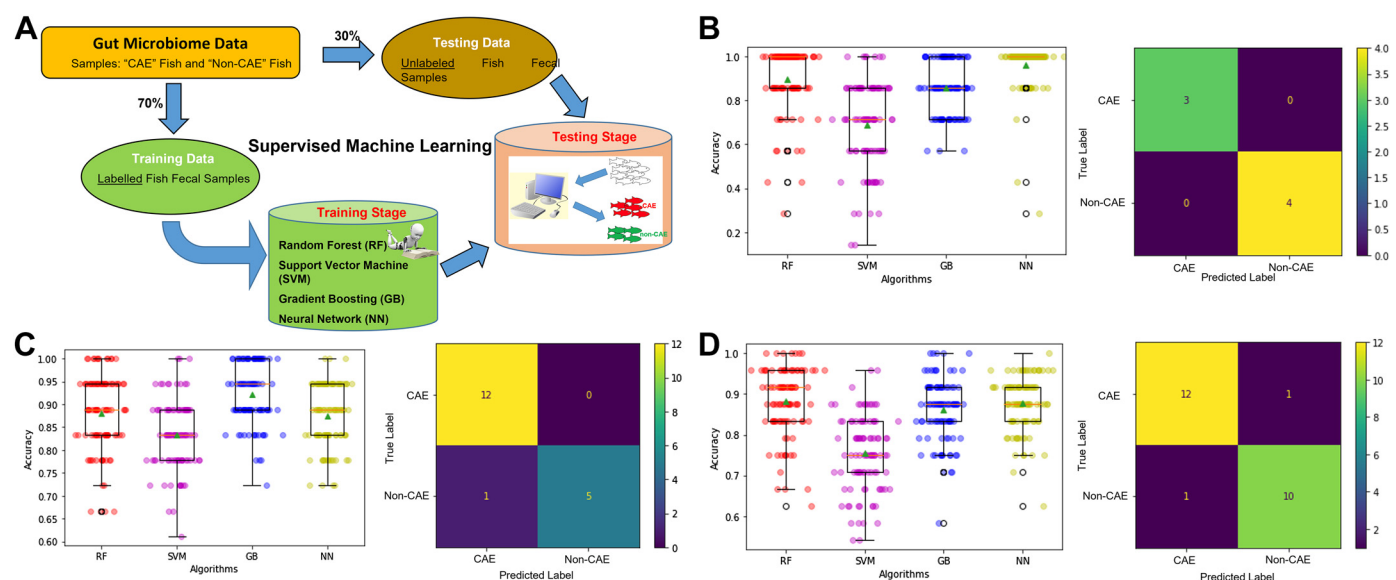 A
Gut Microbiome Data
Samples: "CAE" Fish and "Non-CAE" Fish
30%
Testing Data
Unlabeled Fish Fecal
Samples
70%
Supervised Machine Learning
Training Data
Labelled Fish Fecal Samples
Testing Stage
CAE
non-CAE
Training Stage
Random Forest (RF)
Support Vector Machine
(SVM)
Gradient Boosting (GB)
Neural Network (NN)
B
Accuracy
1.0
0.8
0.6
0.4
0.2
RF SVM GB NN
Algorithms
True Label
CAE
Non-CAE
3 0
0 4
CAE Non-CAE
Predicted Label
4.0
3.5
3.0
2.5
2.0
1.5
1.0
0.5
0.0
C
Accuracy
1.00
0.95
0.90
0.85
0.80
0.75
0.70
0.65
0.60
RF SVM GB NN
Algorithms
True Label
CAE
Non-CAE
12 0
1 5
CAE Non-CAE
Predicted Label
12
10
8
6
4
2
0
D
Accuracy
1.0
0.9
0.8
0.7
0.6
RF SVM GB NN
Algorithms
True Label
CAE
Non-CAE
12 1
1 10
CAE Non-CAE
Predicted Label
12
10
8
6
4
2